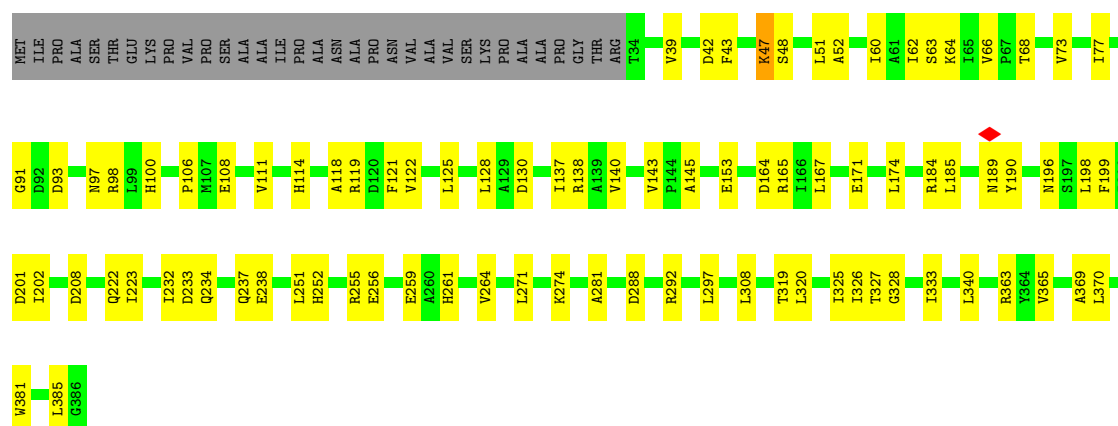 MET ILE PRO ALA SER THR GLU LYS PRO VAL PRO SER ALA ALA ILE PRO ALA ASN ALA PRO ASN VAL ALA VAL SER LYS PRO ALA ALA PRO GLY THR ARG T34 V39 D42 F43 K47 S48 L51 A52 I60 A61 I62 S63 K64 I65 V66 P67 T68 V73 I77
G91 D92 D93 N97 R98 L99 H100 P106 M107 E108 V111 H114 A118 R119 D120 F121 V122 L125 L128 A129 D130 I137 R138 A139 V140 V143 P144 A145 E153 D164 R165 I166 L167 E171 L174 R184 L185 N189 Y190 N196 S197 L198 F199
D201 I202 D208 Q222 I223 I232 D233 Q234 Q237 E238 L251 H252 R255 E256 E259 A260 H261 V264 L271 K274 A281 D288 R292 L297 L308 T319 L320 I325 I326 T327 G328 I333 L340 R363 Y364 V365 A369 L370
W381 L385 G386